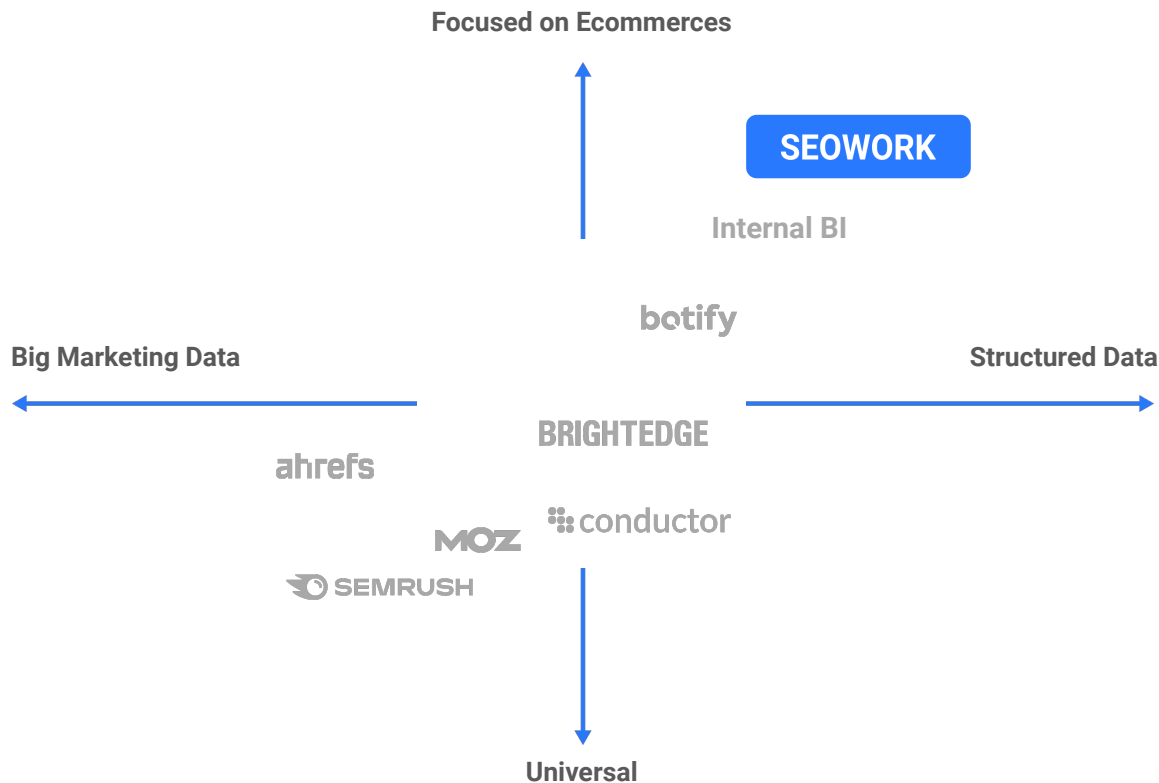 Focused on Ecommerces
SEOWORK
Internal BI
botify
Big Marketing Data
Structured Data
BRIGHTEDGE
ahrefs
conductor
MOZ
SEMRUSH
Universal